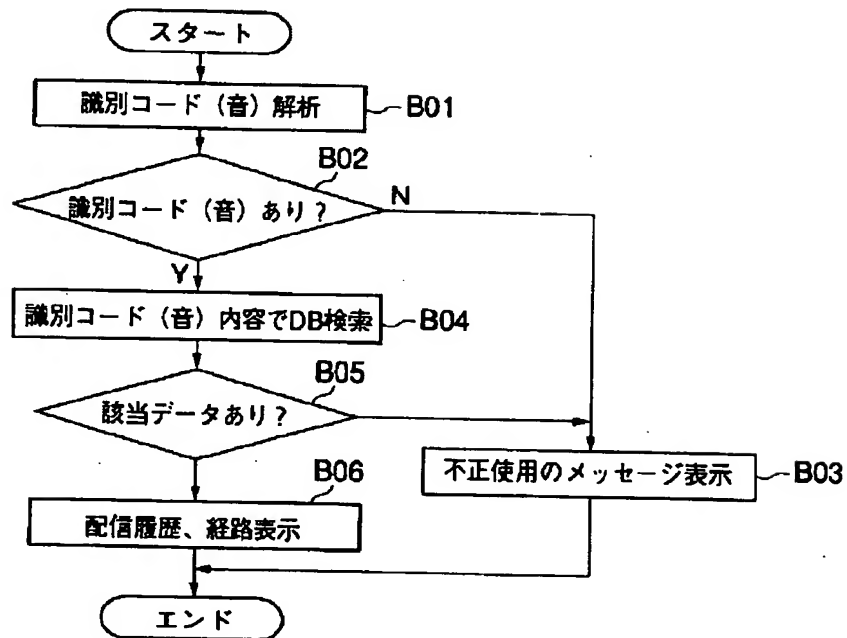 スタート
識別コード（音）解析
B01
B02
識別コード（音）あり？
N
Y
識別コード（音）内容でDB検索
B04
B05
該当データあり？
不正使用のメッセージ表示
B03
B06
配信履歴、経路表示
エンド